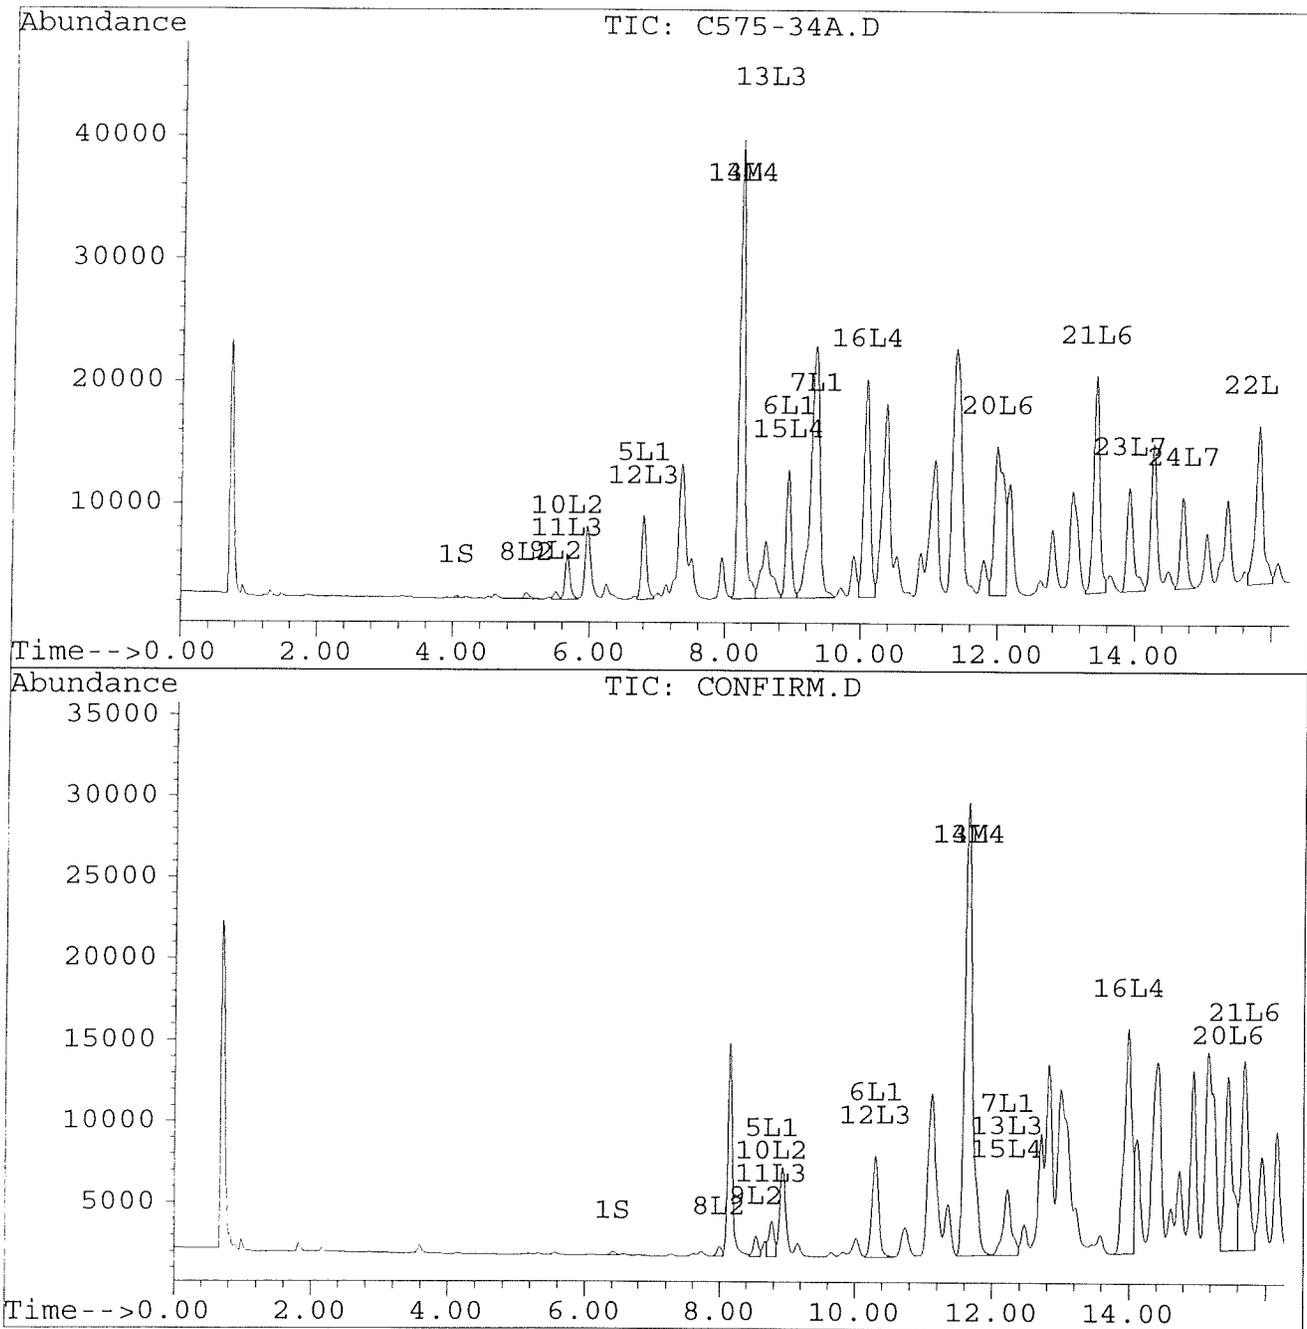 Abundance TIC: C575-34A.D
13L3
40000
30000
16L4 21L6
20000 7L1 22L
6L1 20L6
15L4
5L1 23L7 24L7
12L3
10000 10L2
11L3
1S 8L2 9L2
Time-->0.00 2.00 4.00 6.00 8.00 10.00 12.00 14.00
Abundance TIC: CONFIRM.D
35000
30000
25000
20000
16L4
21L6
15000 20L6
6L1 7L1
10000 12L3 13L3
5L1
10L2 15L4
11L3
9L2
5000 8L2
1S
Time-->0.00 2.00 4.00 6.00 8.00 10.00 12.00 14.00